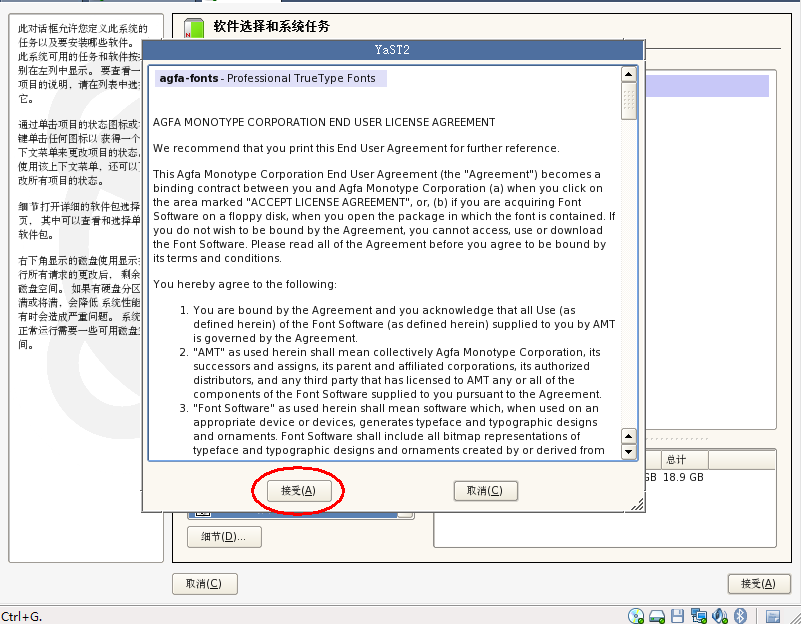 此对话框允许您定义此系统的
任务以及要安装哪些软件。
此系统可用的任务和软件按
别在左列中显示。 要查看一
项目的说明，请在列表中选
它。
通过单击项目的状态图标或
键单击任何图标以 获得一个
下文菜单来更改项目的状态,
使用该上下文菜单，还可以
改所有项目的状态。
细节打开详细的软件包选择
页， 其中可以查看和选择单
软件包。
右下角显示的磁盘使用显示
行所有请求的更改后， 剩余
磁盘空间。 如果有硬盘分区
满或将满，会降低 系统性能
有时会造成严重问题。 系统
正常运行需要一些可用磁盘
间。
软件选择和系统任务
YaST2
agfa-fonts - Professional TrueType Fonts
AGFA MONOTYPE CORPORATION END USER LICENSE AGREEMENT
We recommend that you print this End User Agreement for further reference.
This Agfa Monotype Corporation End User Agreement (the "Agreement") becomes a
binding contract between you and Agfa Monotype Corporation (a) when you click on
the area marked "ACCEPT LICENSE AGREEMENT", or, (b) if you are acquiring Font
Software on a floppy disk, when you open the package in which the font is contained. If
you do not wish to be bound by the Agreement, you cannot access, use or download
the Font Software. Please read all of the Agreement before you agree to be bound by
its terms and conditions.
You hereby agree to the following:
1. You are bound by the Agreement and you acknowledge that all Use (as
defined herein) of the Font Software (as defined herein) supplied to you by AMT
is governed by the Agreement.
2. "AMT" as used herein shall mean collectively Agfa Monotype Corporation, its
successors and assigns, its parent and affiliated corporations, its authorized
distributors, and any third party that has licensed to AMT any or all of the
components of the Font Software supplied to you pursuant to the Agreement.
3. "Font Software" as used herein shall mean software which, when used on an
appropriate device or devices, generates typeface and typographic designs
and ornaments. Font Software shall include all bitmap representations of
typeface and typographic designs and ornaments created by or derived from
接受(A)
取消(C)
总计
GB 18.9 GB
细节(D)...
取消(C)
接受(A)
Ctrl+G.